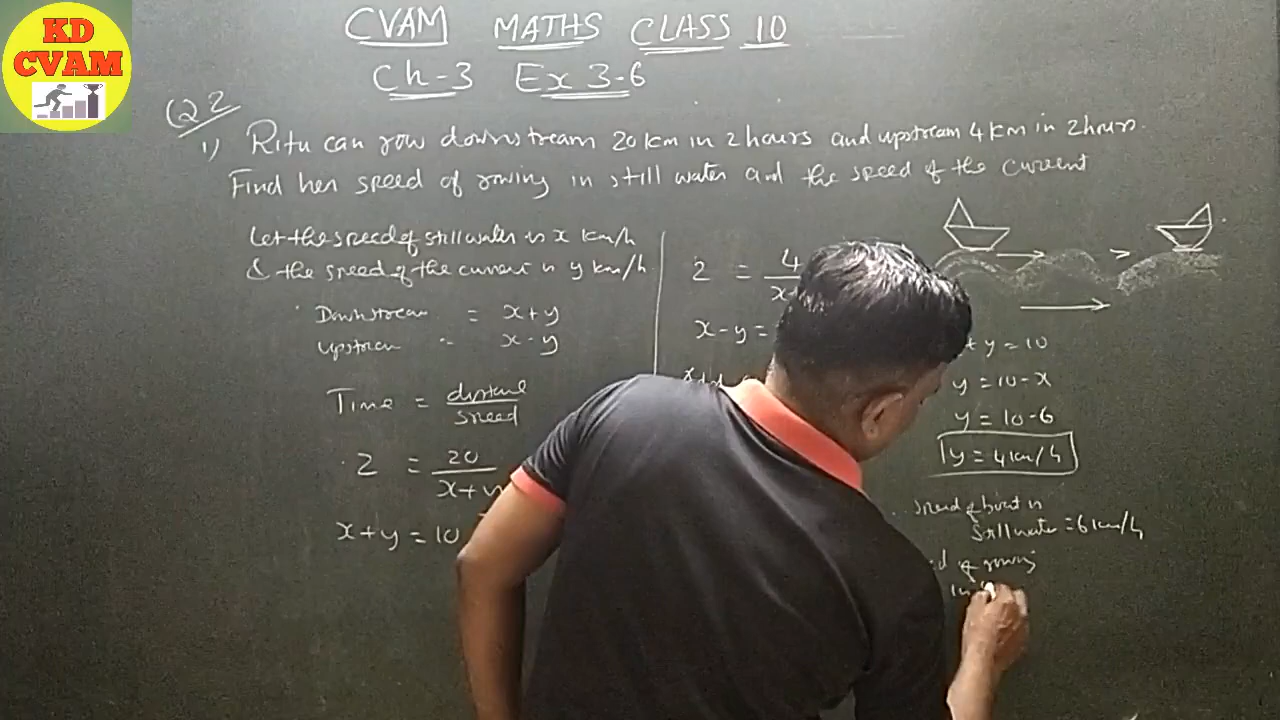 KD
CVAM
CVAM MATHS CLASS 10
Ch-3 Ex 3-6
Q2
1) Ritu can row downstream 20 km in 2 hours and upstream 4 km in 2 hours.
Find her speed of rowing in still water and the speed of the current
Let the speed of still water is x km/h
& the speed of the current is y km/h
Downstream = x+y
Upstream = x-y
Time = distance/speed
2 = 20/x+y
x+y = 10
2 = 4/x
x-y =
+ y = 10
y = 10-x
y = 10-6
y = 4 km/h
speed of boat in
Still water = 6 km/h
of rowing
in